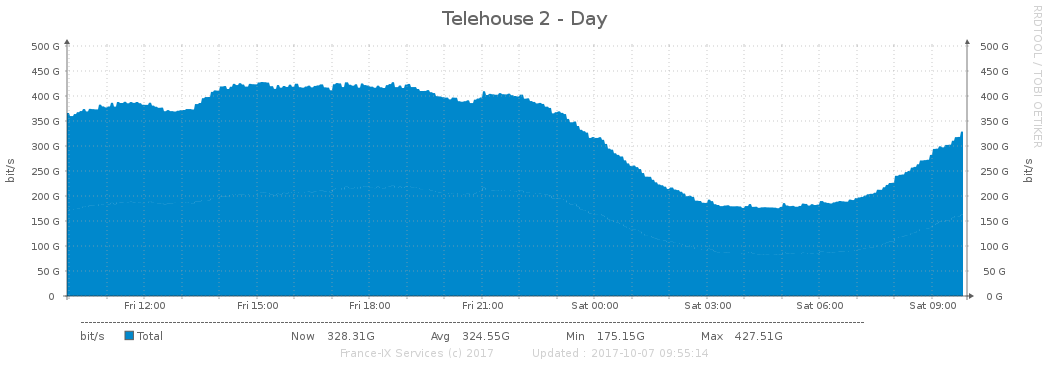 Telehouse 2 - Day
RRDTOOL / TOBI OETIKER
500 G 500 G
450 G 450 G
400 G 400 G
350 G 350 G
300 G 300 G
250 G 250 G
200 G 200 G
150 G 150 G
100 G 100 G
50 G 50 G
0 0 G
bit/s bit/s
Fri 12:00 Fri 15:00 Fri 18:00 Fri 21:00 Sat 00:00 Sat 03:00 Sat 06:00 Sat 09:00
bit/s Total Now 328.31G Avg 324.55G Min 175.15G Max 427.51G
France-IX Services (c) 2017 Updated : 2017-10-07 09:55:14